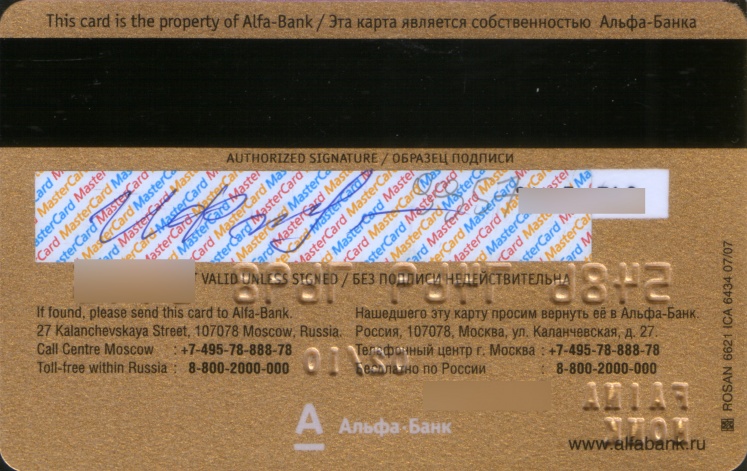 This card is the property of Alfa-Bank / Эта карта является собственностью Альфа-Банка
AUTHORIZED SIGNATURE / ОБРАЗЕЦ ПОДПИСИ
MasterCard MasterCard MasterCard
VALID UNLESS SIGNED / БЕЗ ПОДПИСИ НЕДЕЙСТВИТЕЛЬНА
If found, please send this card to Alfa-Bank.
27 Kalanchevskaya Street, 107078 Moscow, Russia.
Call Centre Moscow : +7-495-78-888-78
Toll-free within Russia : 8-800-2000-000
Нашедшего эту карту просим вернуть её в Альфа-Банк.
Россия, 107078, Москва, ул. Каланчевская, д. 27.
Телефонный центр г. Москва : +7-495-78-888-78
Бесплатно по России : 8-800-2000-000
Альфа·Банк
www.alfabank.ru
ROSAN 6621 ICA 6434 07/07